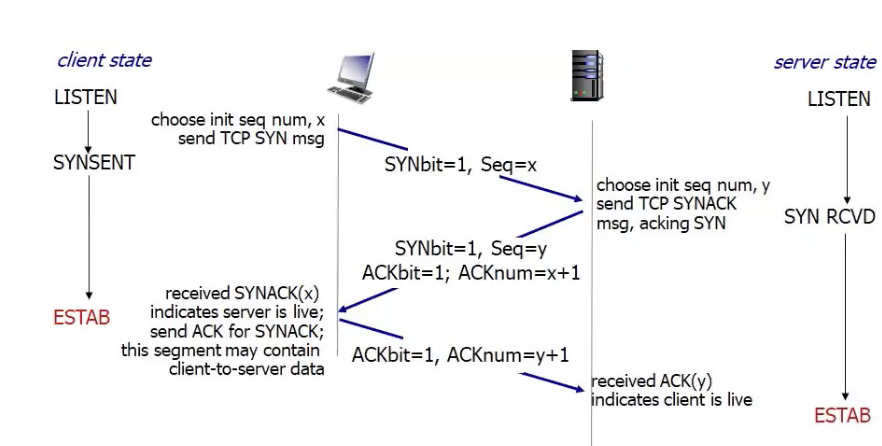 client state
server state
LISTEN
LISTEN
choose init seq num, x
send TCP SYN msg
SYNSENT
SYNbit=1, Seq=x
choose init seq num, y
send TCP SYNACK
msg, acking SYN
SYN RCVD
SYNbit=1, Seq=y
ACKbit=1; ACKnum=x+1
received SYNACK(x)
indicates server is live;
send ACK for SYNACK;
this segment may contain
client-to-server data
ESTAB
ACKbit=1, ACKnum=y+1
received ACK(y)
indicates client is live
ESTAB